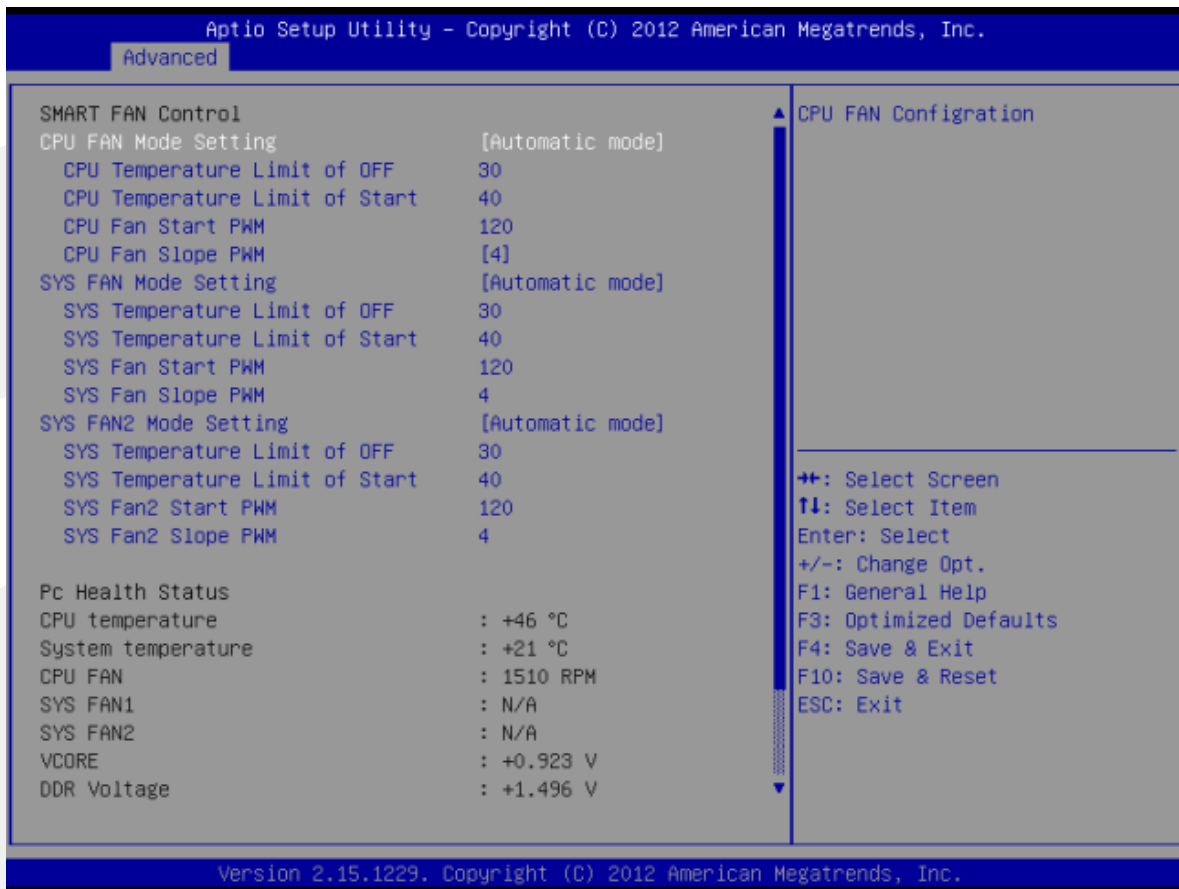 Aptio Setup Utility – Copyright (C) 2012 American Megatrends, Inc.
Advanced
SMART FAN Control
CPU FAN Mode Setting [Automatic mode]
CPU Temperature Limit of OFF 30
CPU Temperature Limit of Start 40
CPU Fan Start PWM 120
CPU Fan Slope PWM [4]
SYS FAN Mode Setting [Automatic mode]
SYS Temperature Limit of OFF 30
SYS Temperature Limit of Start 40
SYS Fan Start PWM 120
SYS Fan Slope PWM 4
SYS FAN2 Mode Setting [Automatic mode]
SYS Temperature Limit of OFF 30
SYS Temperature Limit of Start 40
SYS Fan2 Start PWM 120
SYS Fan2 Slope PWM 4
Pc Health Status
CPU temperature : +46 °C
System temperature : +21 °C
CPU FAN : 1510 RPM
SYS FAN1 : N/A
SYS FAN2 : N/A
VCORE : +0.923 V
DDR Voltage : +1.496 V
CPU FAN Configration
→←: Select Screen
↑↓: Select Item
Enter: Select
+/-: Change Opt.
F1: General Help
F3: Optimized Defaults
F4: Save & Exit
F10: Save & Reset
ESC: Exit
Version 2.15.1229. Copyright (C) 2012 American Megatrends, Inc.